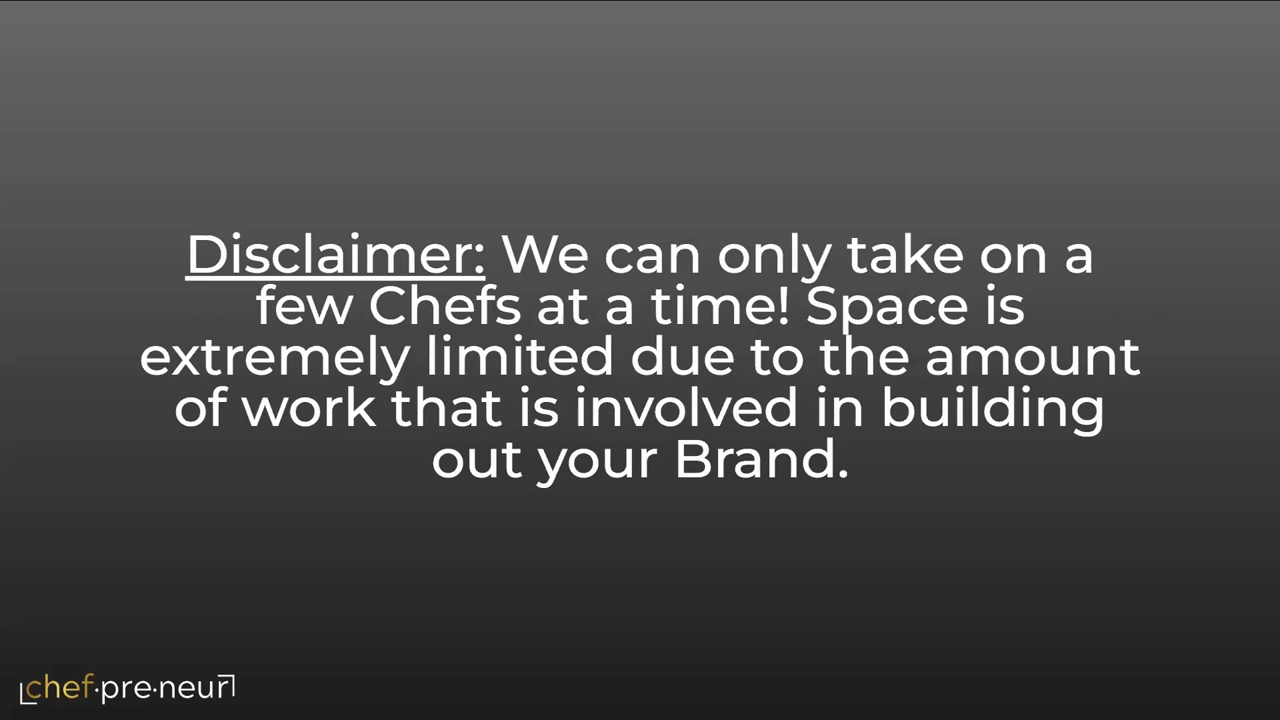 Disclaimer: We can only take on a
few Chefs at a time! Space is
extremely limited due to the amount
of work that is involved in building
out your Brand.
chef·pre·neur